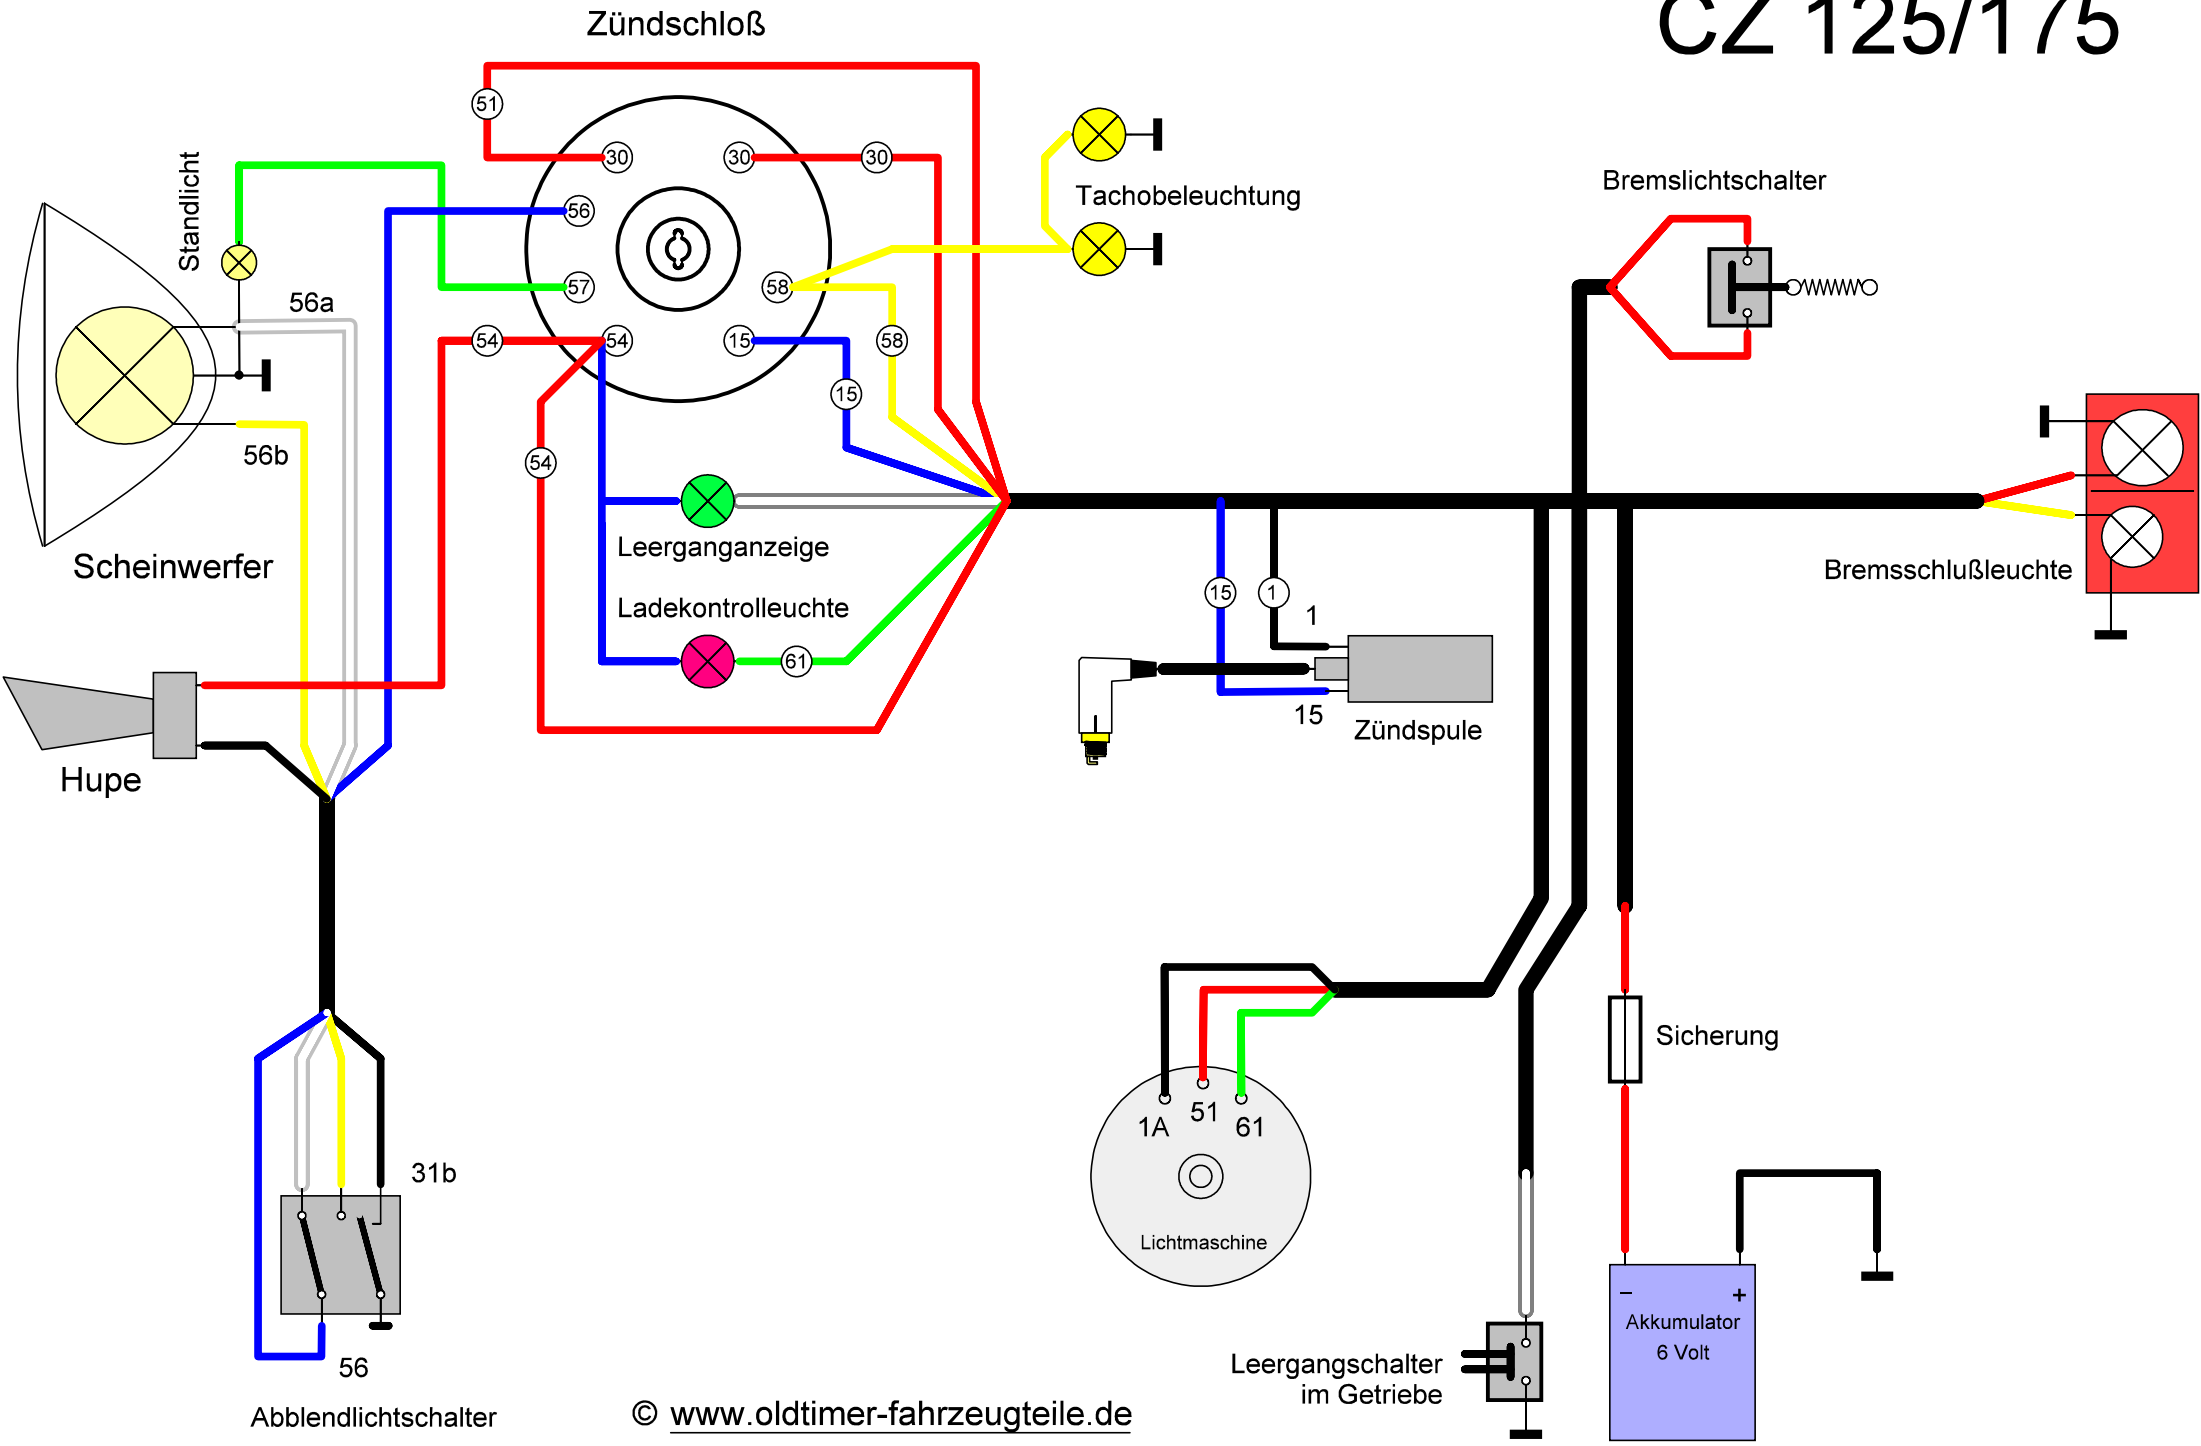 CZ 125/175
Zündschloß
51
30
30
30
56
57
58
54
54
15
58
15
54
Tachobeleuchtung
Bremslichtschalter
Standlicht
56a
56b
Scheinwerfer
Leerganganzeige
Ladekontrolleuchte
61
Hupe
15
1
1
15
Zündspule
Bremsschlußleuchte
31b
56
Abblendlichtschalter
1A
51
61
Lichtmaschine
Sicherung
−
+
Akkumulator
6 Volt
Leergangschalter
im Getriebe
© www.oldtimer-fahrzeugteile.de